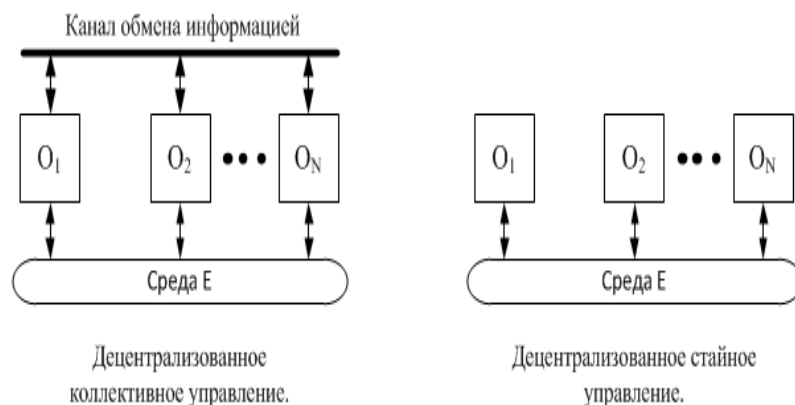 Канал обмена информацией
O1 O2 ••• ON
O1 O2 ••• ON
Среда E
Среда E
Децентрализованное
коллективное управление.
Децентрализованное стайное
управление.